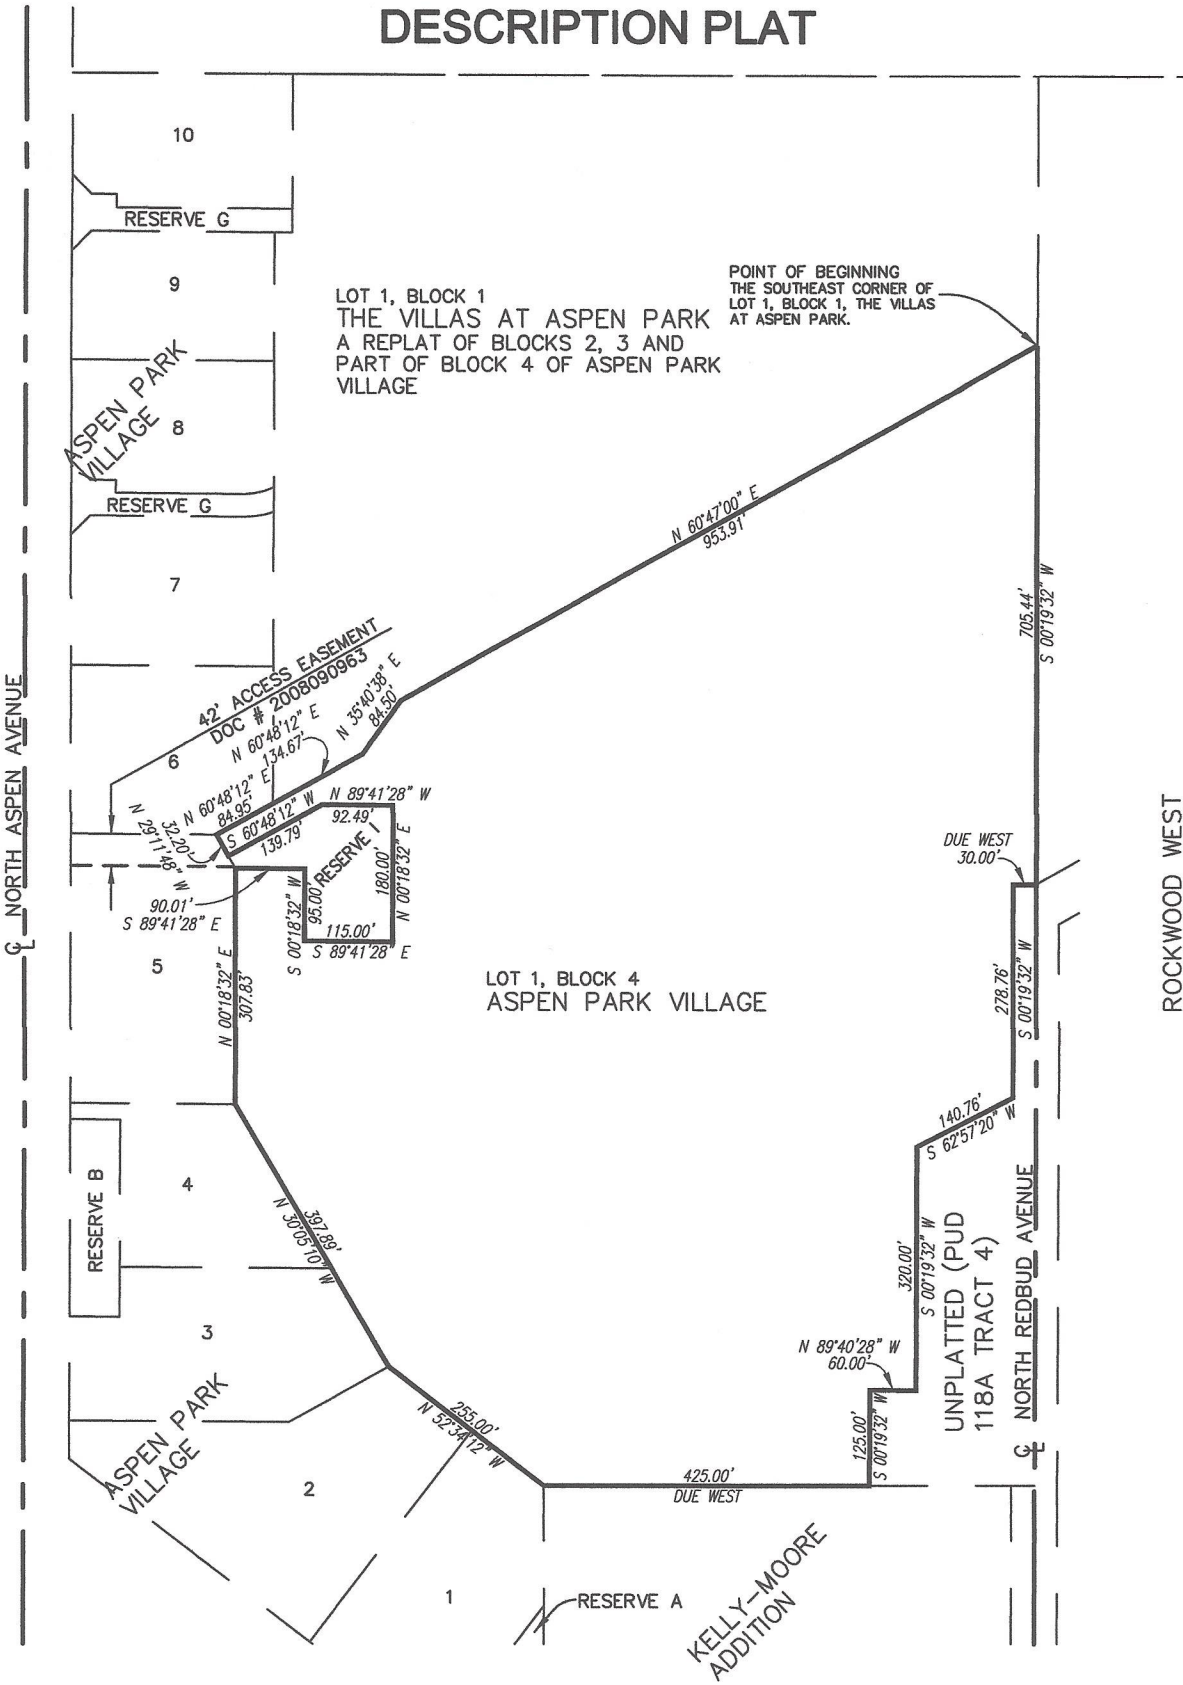 DESCRIPTION PLAT
10
RESERVE G
9
LOT 1, BLOCK 1
THE VILLAS AT ASPEN PARK
A REPLAT OF BLOCKS 2, 3 AND
PART OF BLOCK 4 OF ASPEN PARK
VILLAGE
POINT OF BEGINNING
THE SOUTHEAST CORNER OF
LOT 1, BLOCK 1, THE VILLAS
AT ASPEN PARK.
ASPEN PARK
VILLAGE
8
RESERVE G
7
N 60°47'00" E
953.91'
705.44'
S 00°19'32" W
42' ACCESS EASEMENT
DOC # 2008090963
6
N 60°48'12" E
134.67'
N 35°40'38" E
84.50'
N 60°48'12" E
84.95'
S 60°48'12" W
139.79'
N 89°41'28" W
92.49'
32.20'
N 29°11'48" W
RESERVE I
180.00'
N 00°18'32" E
95.00'
S 00°18'32" W
115.00'
S 89°41'28" E
90.01'
S 89°41'28" E
NORTH ASPEN AVENUE
CL
5
N 00°18'32" E
307.83'
LOT 1, BLOCK 4
ASPEN PARK VILLAGE
DUE WEST
30.00'
278.76'
S 00°19'32" W
ROCKWOOD WEST
140.76'
S 62°57'20" W
RESERVE B
4
397.89'
N 30°05'10" W
320.00'
S 00°19'32" W
UNPLATTED (PUD
118A TRACT 4)
NORTH REDBUD AVENUE
CL
3
N 89°40'28" W
60.00'
125.00'
S 00°19'32" W
ASPEN PARK
VILLAGE
255.00'
N 52°34'12" W
2
425.00'
DUE WEST
1
RESERVE A
KELLY-MOORE
ADDITION